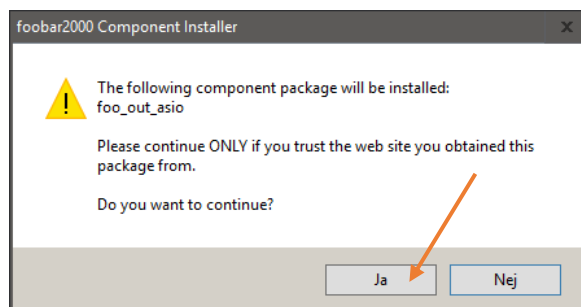 foobar2000 Component Installer
x
The following component package will be installed:
foo_out_asio
Please continue ONLY if you trust the web site you obtained this
package from.
Do you want to continue?
Ja
Nej